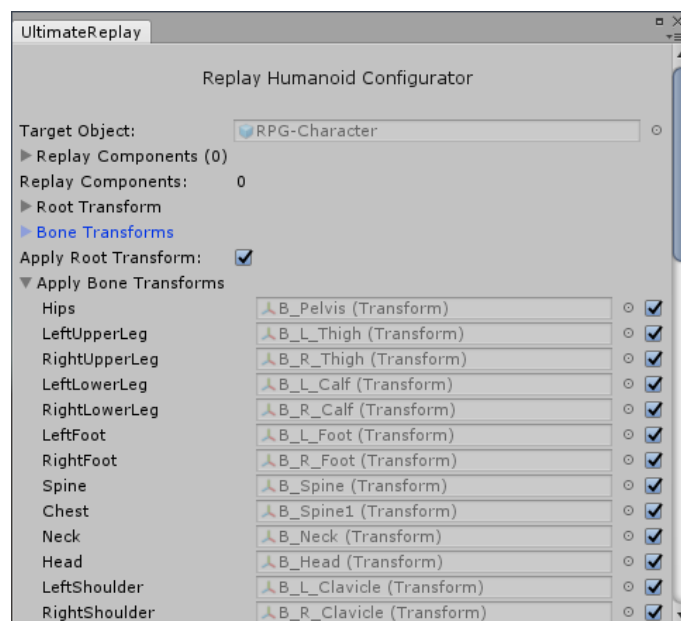 UltimateReplay
Replay Humanoid Configurator
Target Object: RPG-Character
Replay Components (0)
Replay Components: 0
Root Transform
Bone Transforms
Apply Root Transform:
Apply Bone Transforms
Hips B_Pelvis (Transform)
LeftUpperLeg B_L_Thigh (Transform)
RightUpperLeg B_R_Thigh (Transform)
LeftLowerLeg B_L_Calf (Transform)
RightLowerLeg B_R_Calf (Transform)
LeftFoot B_L_Foot (Transform)
RightFoot B_R_Foot (Transform)
Spine B_Spine (Transform)
Chest B_Spine1 (Transform)
Neck B_Neck (Transform)
Head B_Head (Transform)
LeftShoulder B_L_Clavicle (Transform)
RightShoulder B_R_Clavicle (Transform)